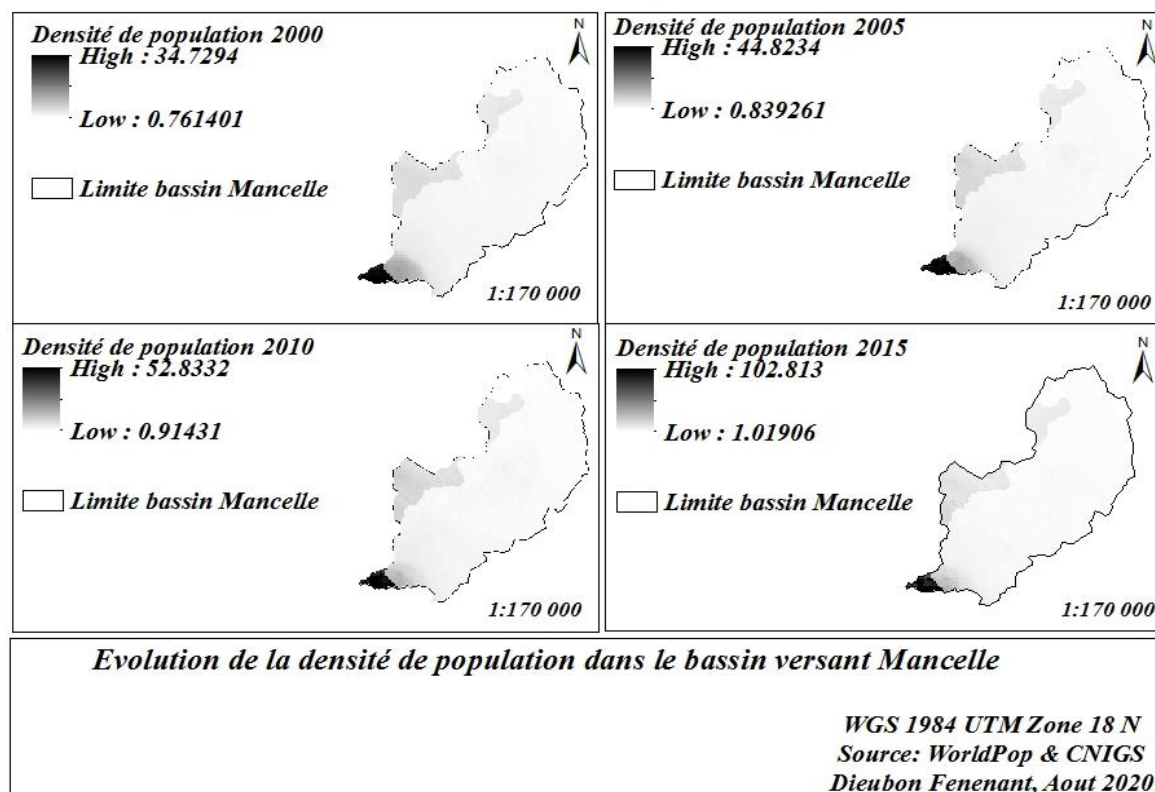 Densité de population 2000
High : 34.7294
Low : 0.761401
Limite bassin Mancelle
N
1:170 000
Densité de population 2005
High : 44.8234
Low : 0.839261
Limite bassin Mancelle
N
1:170 000
Densité de population 2010
High : 52.8332
Low : 0.91431
Limite bassin Mancelle
N
1:170 000
Densité de population 2015
High : 102.813
Low : 1.01906
Limite bassin Mancelle
N
1:170 000
Evolution de la densité de population dans le bassin versant Mancelle
WGS 1984 UTM Zone 18 N
Source: WorldPop & CNIGS
Dieubon Fenenant, Aout 2020